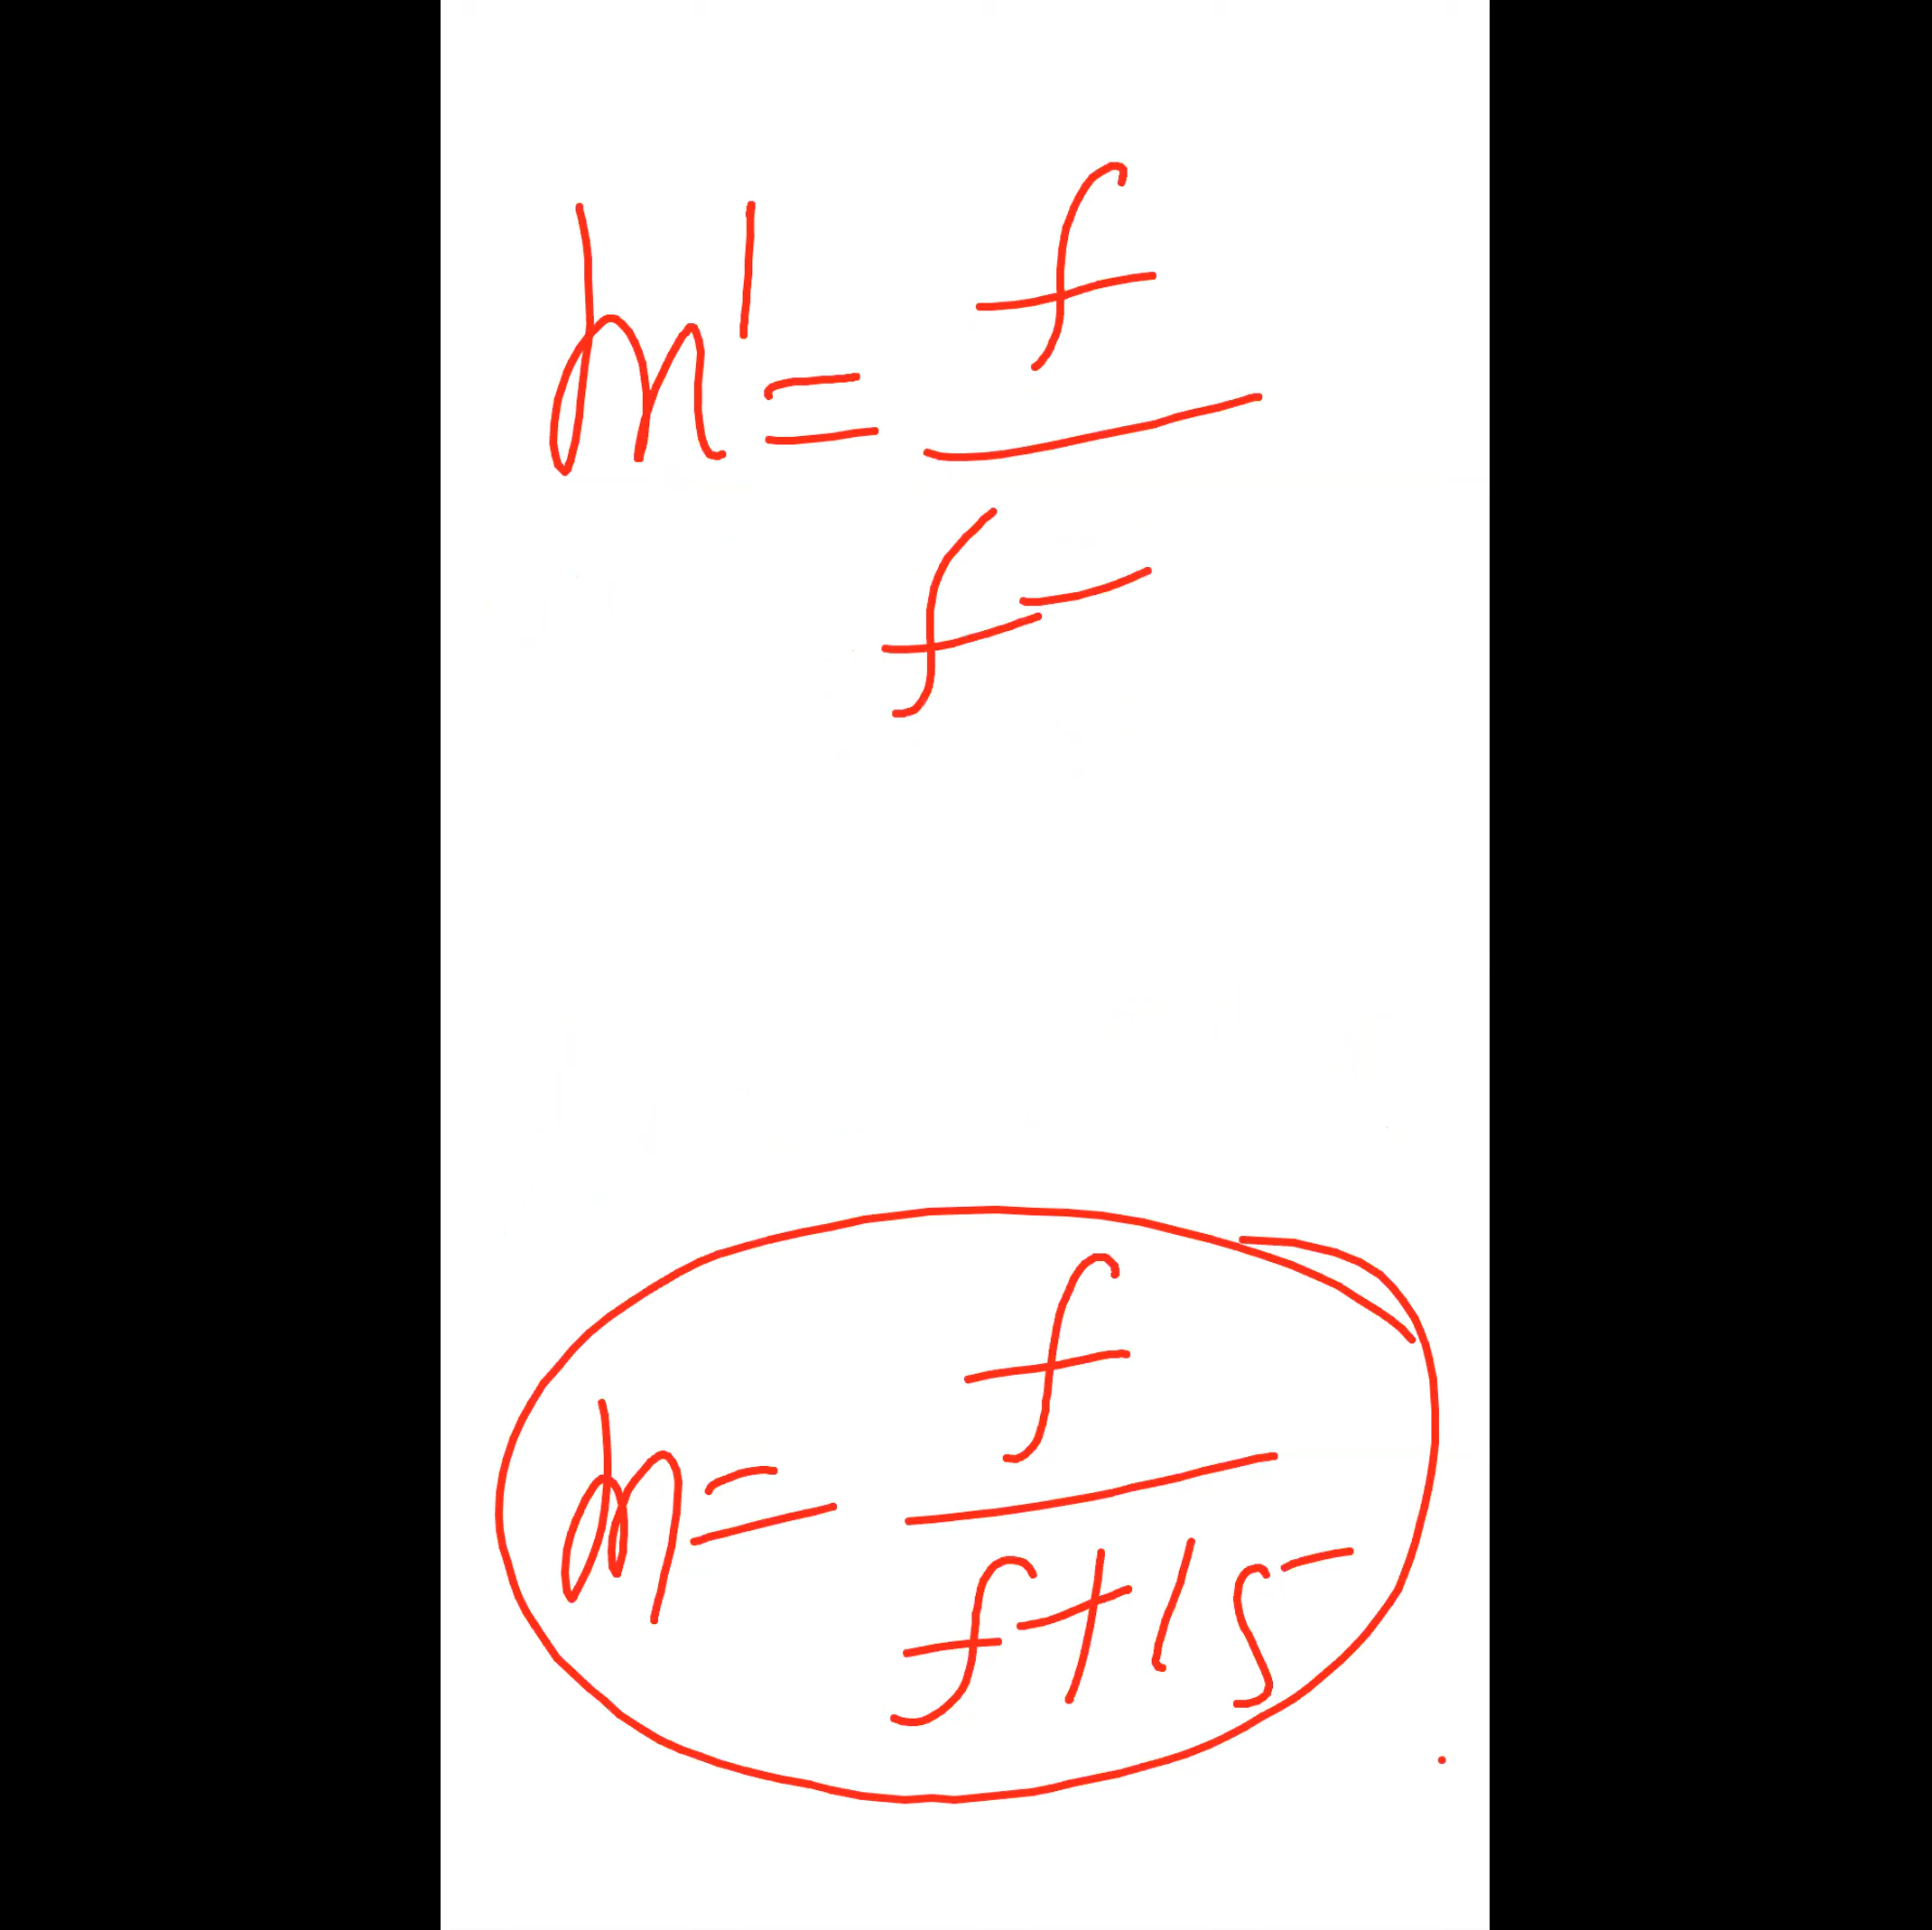 m' = f
f -
m = f
f + 15